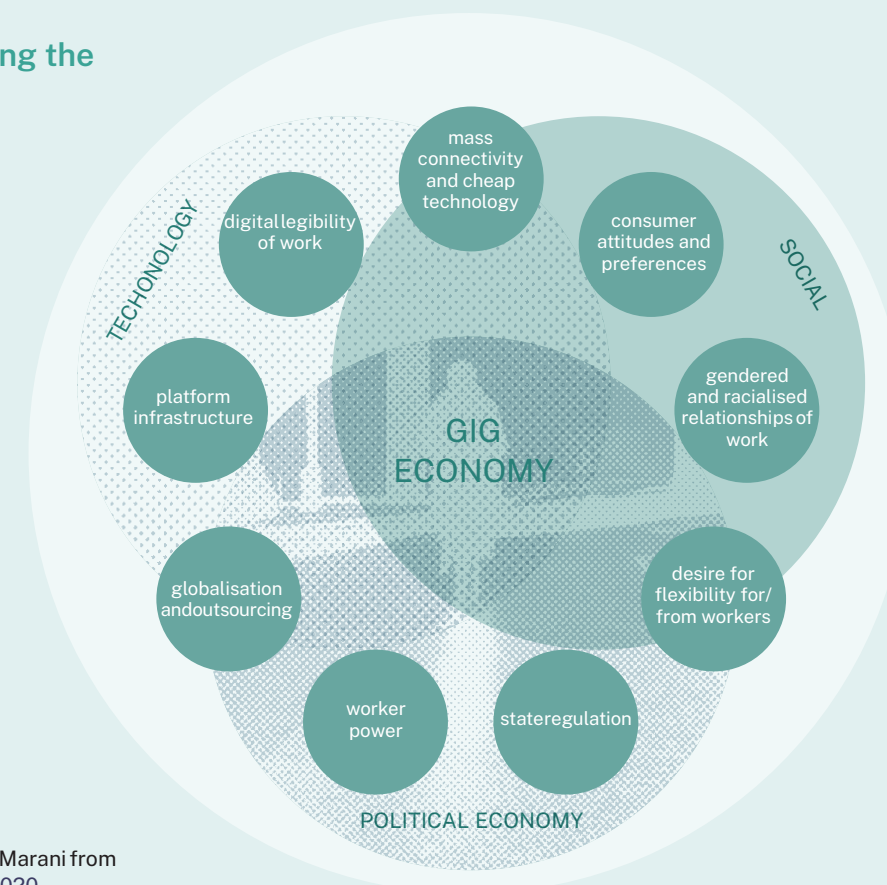 ng the
mass
connectivity
and cheap
technology
digitallegibility
of work
consumer
attitudes and
preferences
TECHONOLOGY
SOCIAL
platform
infrastructure
gendered
and racialised
relationships of
work
GIG
ECONOMY
globalisation
andoutsourcing
desire for
flexibility for/
from workers
worker
power
stateregulation
POLITICAL ECONOMY
Marani from